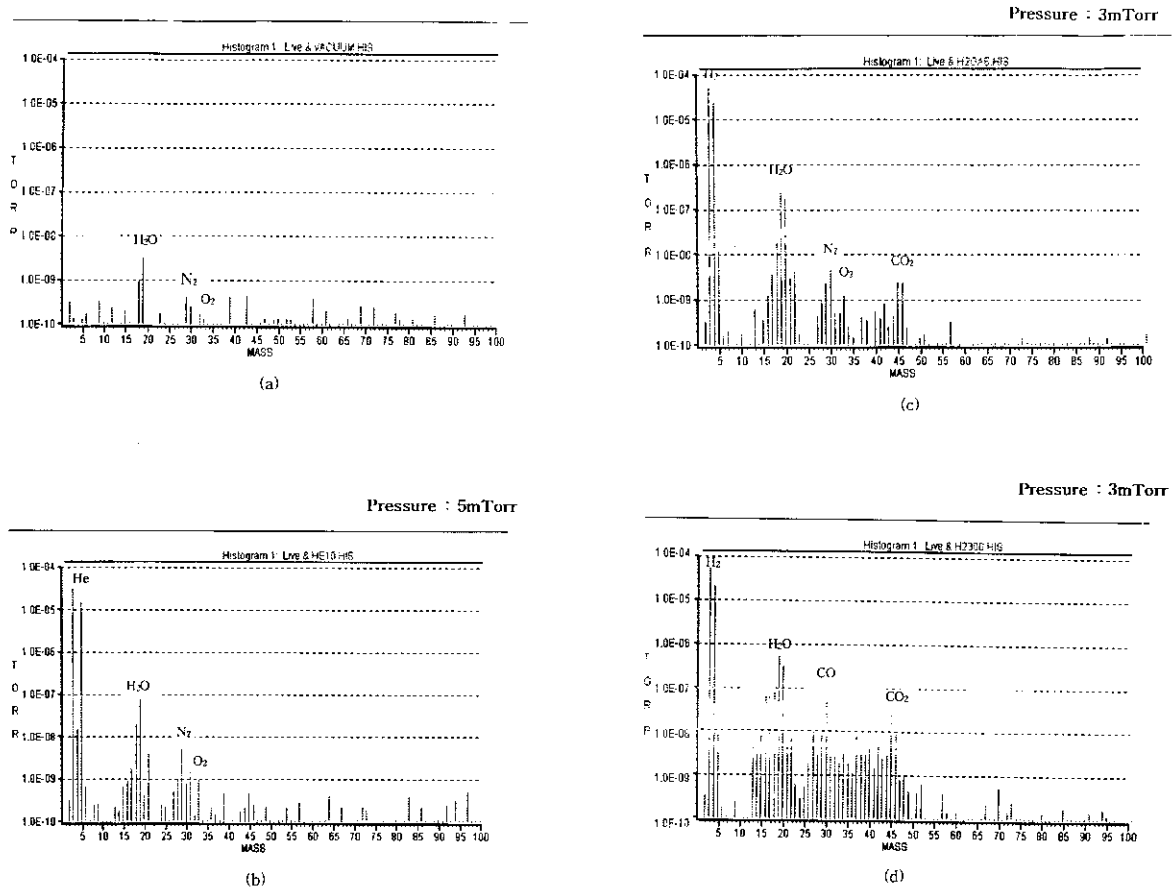 Histogram 1: Live & VACUUM.HIS
1.0E-04
1.0E-05
1.0E-06
1.0E-07
1.0E-08
1.0E-09
1.0E-10
T
O
R
R
H₂O
N₂
O₂
5 10 15 20 25 30 35 40 45 50 55 60 65 70 75 80 85 90 95 100
MASS
(a)
Pressure : 3mTorr
1.0E-04
1.0E-05
1.0E-06
1.0E-07
1.0E-09
1.0E-10
T
O
R
R
H₂O
N₂
O₂
CO₂
5 10 15 20 25 30 35 40 45 50 55 60 65 70 75 80 85 90 95 100
MASS
(c)
Pressure : 5mTorr
Histogram 1: Live & HE10.HIS
1.0E-04
1.0E-05
1.0E-06
1.0E-07
1.0E-08
1.0E-09
1.0E-10
T
O
R
R
He
H₂O
N₂
O₂
5 10 15 20 25 30 35 40 45 50 55 60 65 70 75 80 85 90 95 100
MASS
(b)
Pressure : 3mTorr
1.0E-04
1.0E-05
1.0E-06
1.0E-07
1.0E-08
1.0E-09
H₂
H₂O
CO
CO₂
5 10 15 20 25 30 35 40 45 50 55 60 65 70 75 80 85 90 95 100
MASS
(d)